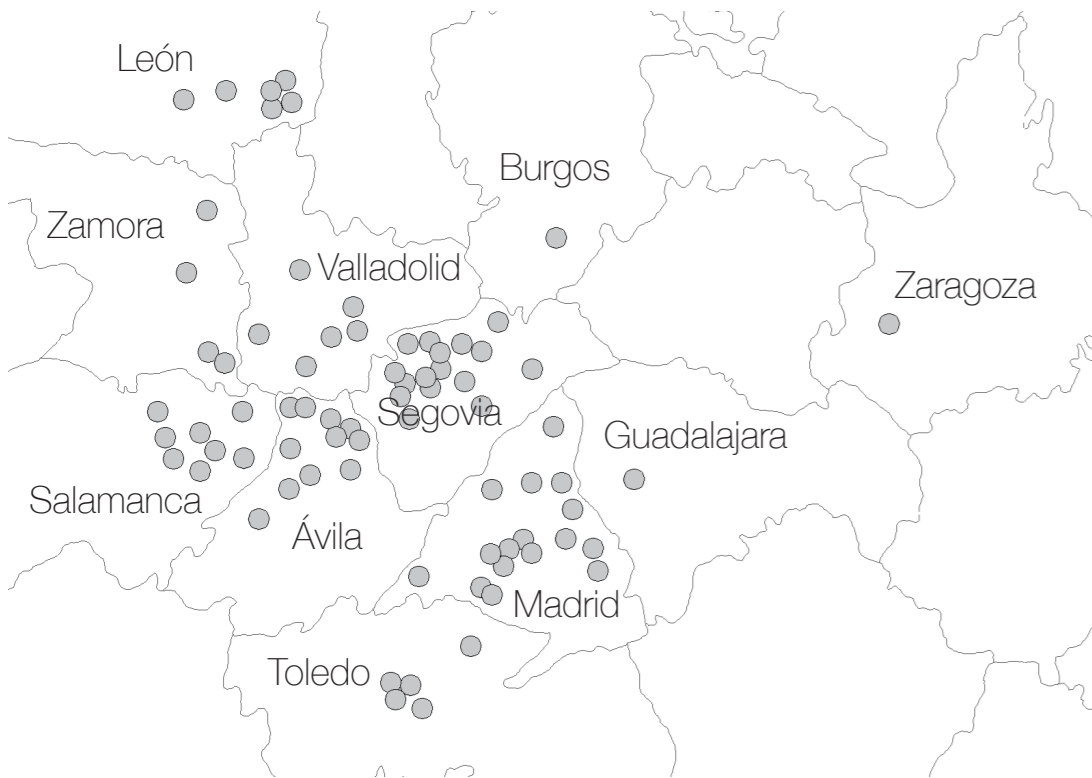 León
Burgos
Zamora
Valladolid
Zaragoza
Segovia
Guadalajara
Salamanca
Ávila
Madrid
Toledo